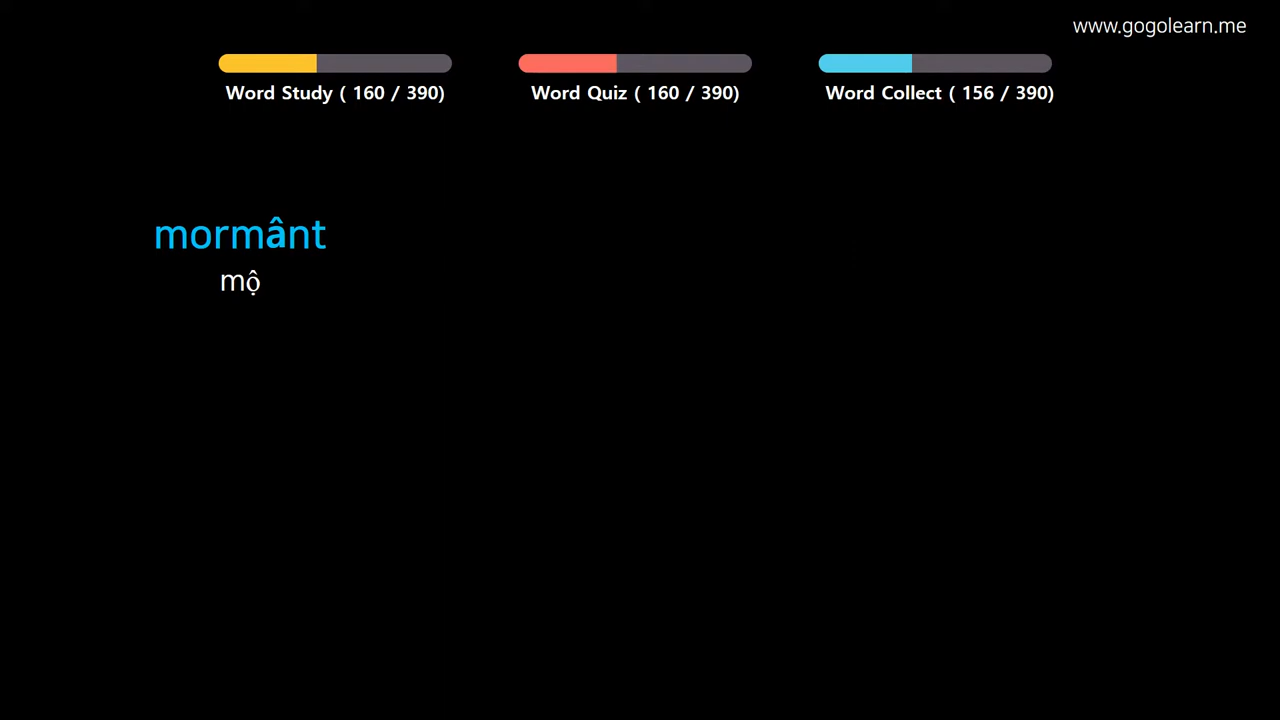 www.gogolearn.me
Word Study ( 160 / 390)
Word Quiz ( 160 / 390)
Word Collect ( 156 / 390)
mormânt
mộ